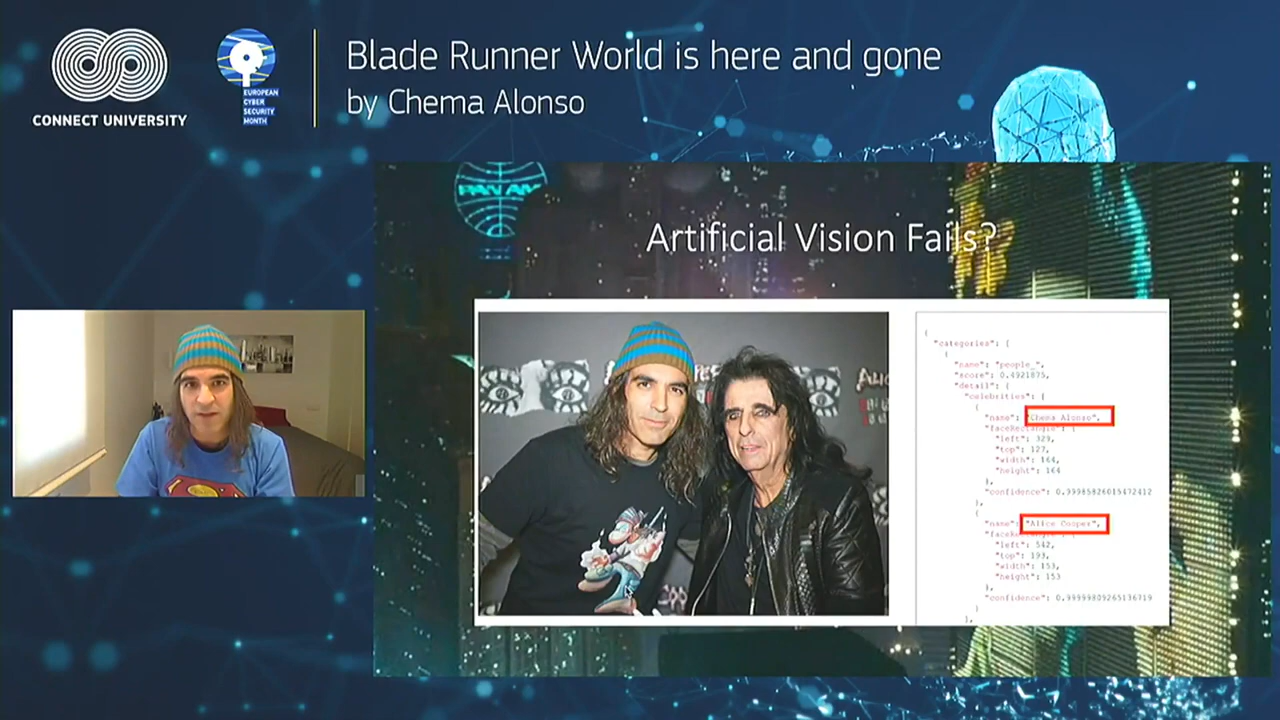 CONNECT UNIVERSITY
EUROPEAN
CYBER
SECURITY
MONTH
Blade Runner World is here and gone
by Chema Alonso
PAN AM
Artificial Vision Fails?
{
"categories": [
{
"name": "people_",
"score": 0.4921875,
"detail": {
"celebrities": [
{
"name": "Chema Alonso",
"faceRectangle": {
"left": 329,
"top": 127,
"width": 164,
"height": 164
},
"confidence": 0.99985826015472412
},
{
"name": "Alice Cooper",
"faceRectangle": {
"left": 542,
"top": 193,
"width": 153,
"height": 153
},
"confidence": 0.99999809265136719
}
],